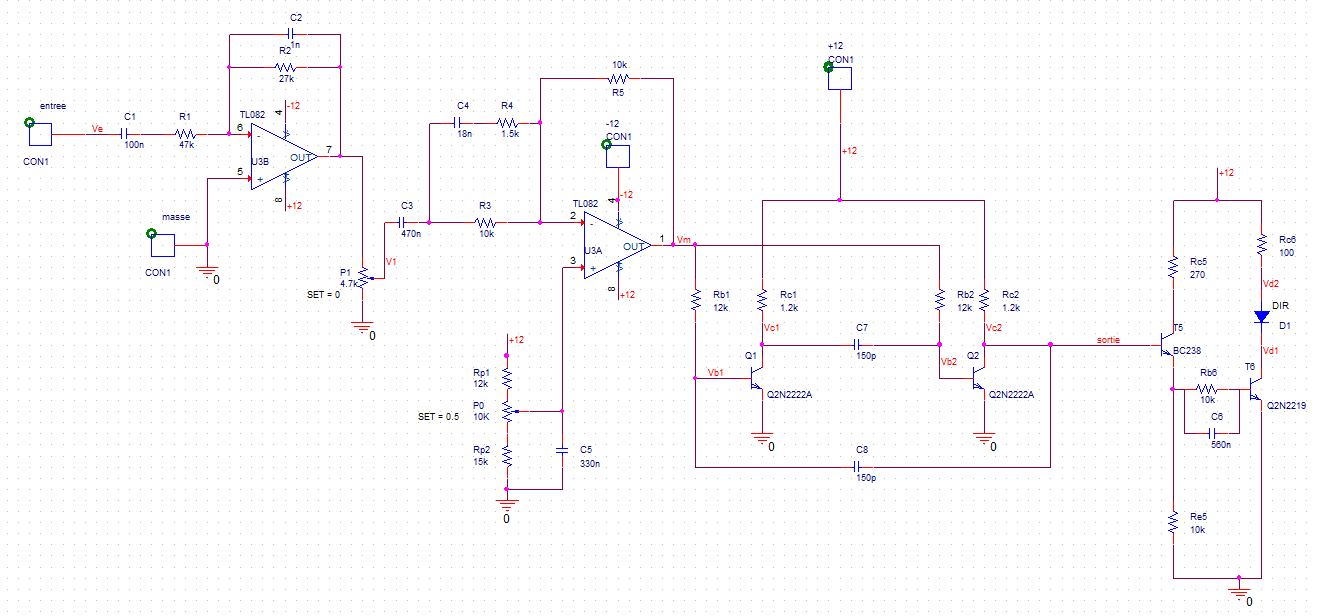 C2
1n
R2
27k
entree
CON1
Ve
C1
100n
R1
47k
TL082
4
-12
6
-
U3B
OUT
7
5
+
8
+12
masse
CON1
0
P1
4.7k
SET = 0
0
V1
C3
470n
C4
18n
R4
1.5k
R3
10k
10k
R5
-12
CON1
-12
TL082
4
2
-
U3A
OUT
1
3
+
8
+12
Vm
+12
Rp1
12k
P0
10K
SET = 0.5
Rp2
15k
C5
330n
0
+12
CON1
+12
Rb1
12k
Rc1
1.2k
Vc1
C7
150p
Rb2
12k
Rc2
1.2k
Vc2
Vb2
Q1
Vb1
Q2N2222A
0
Q2
Q2N2222A
0
C8
150p
sortie
+12
Rc5
270
Rc6
100
Vd2
DIR
D1
Vd1
T5
BC238
T6
Q2N2219
Rb6
10k
C6
560n
Re5
10k
0